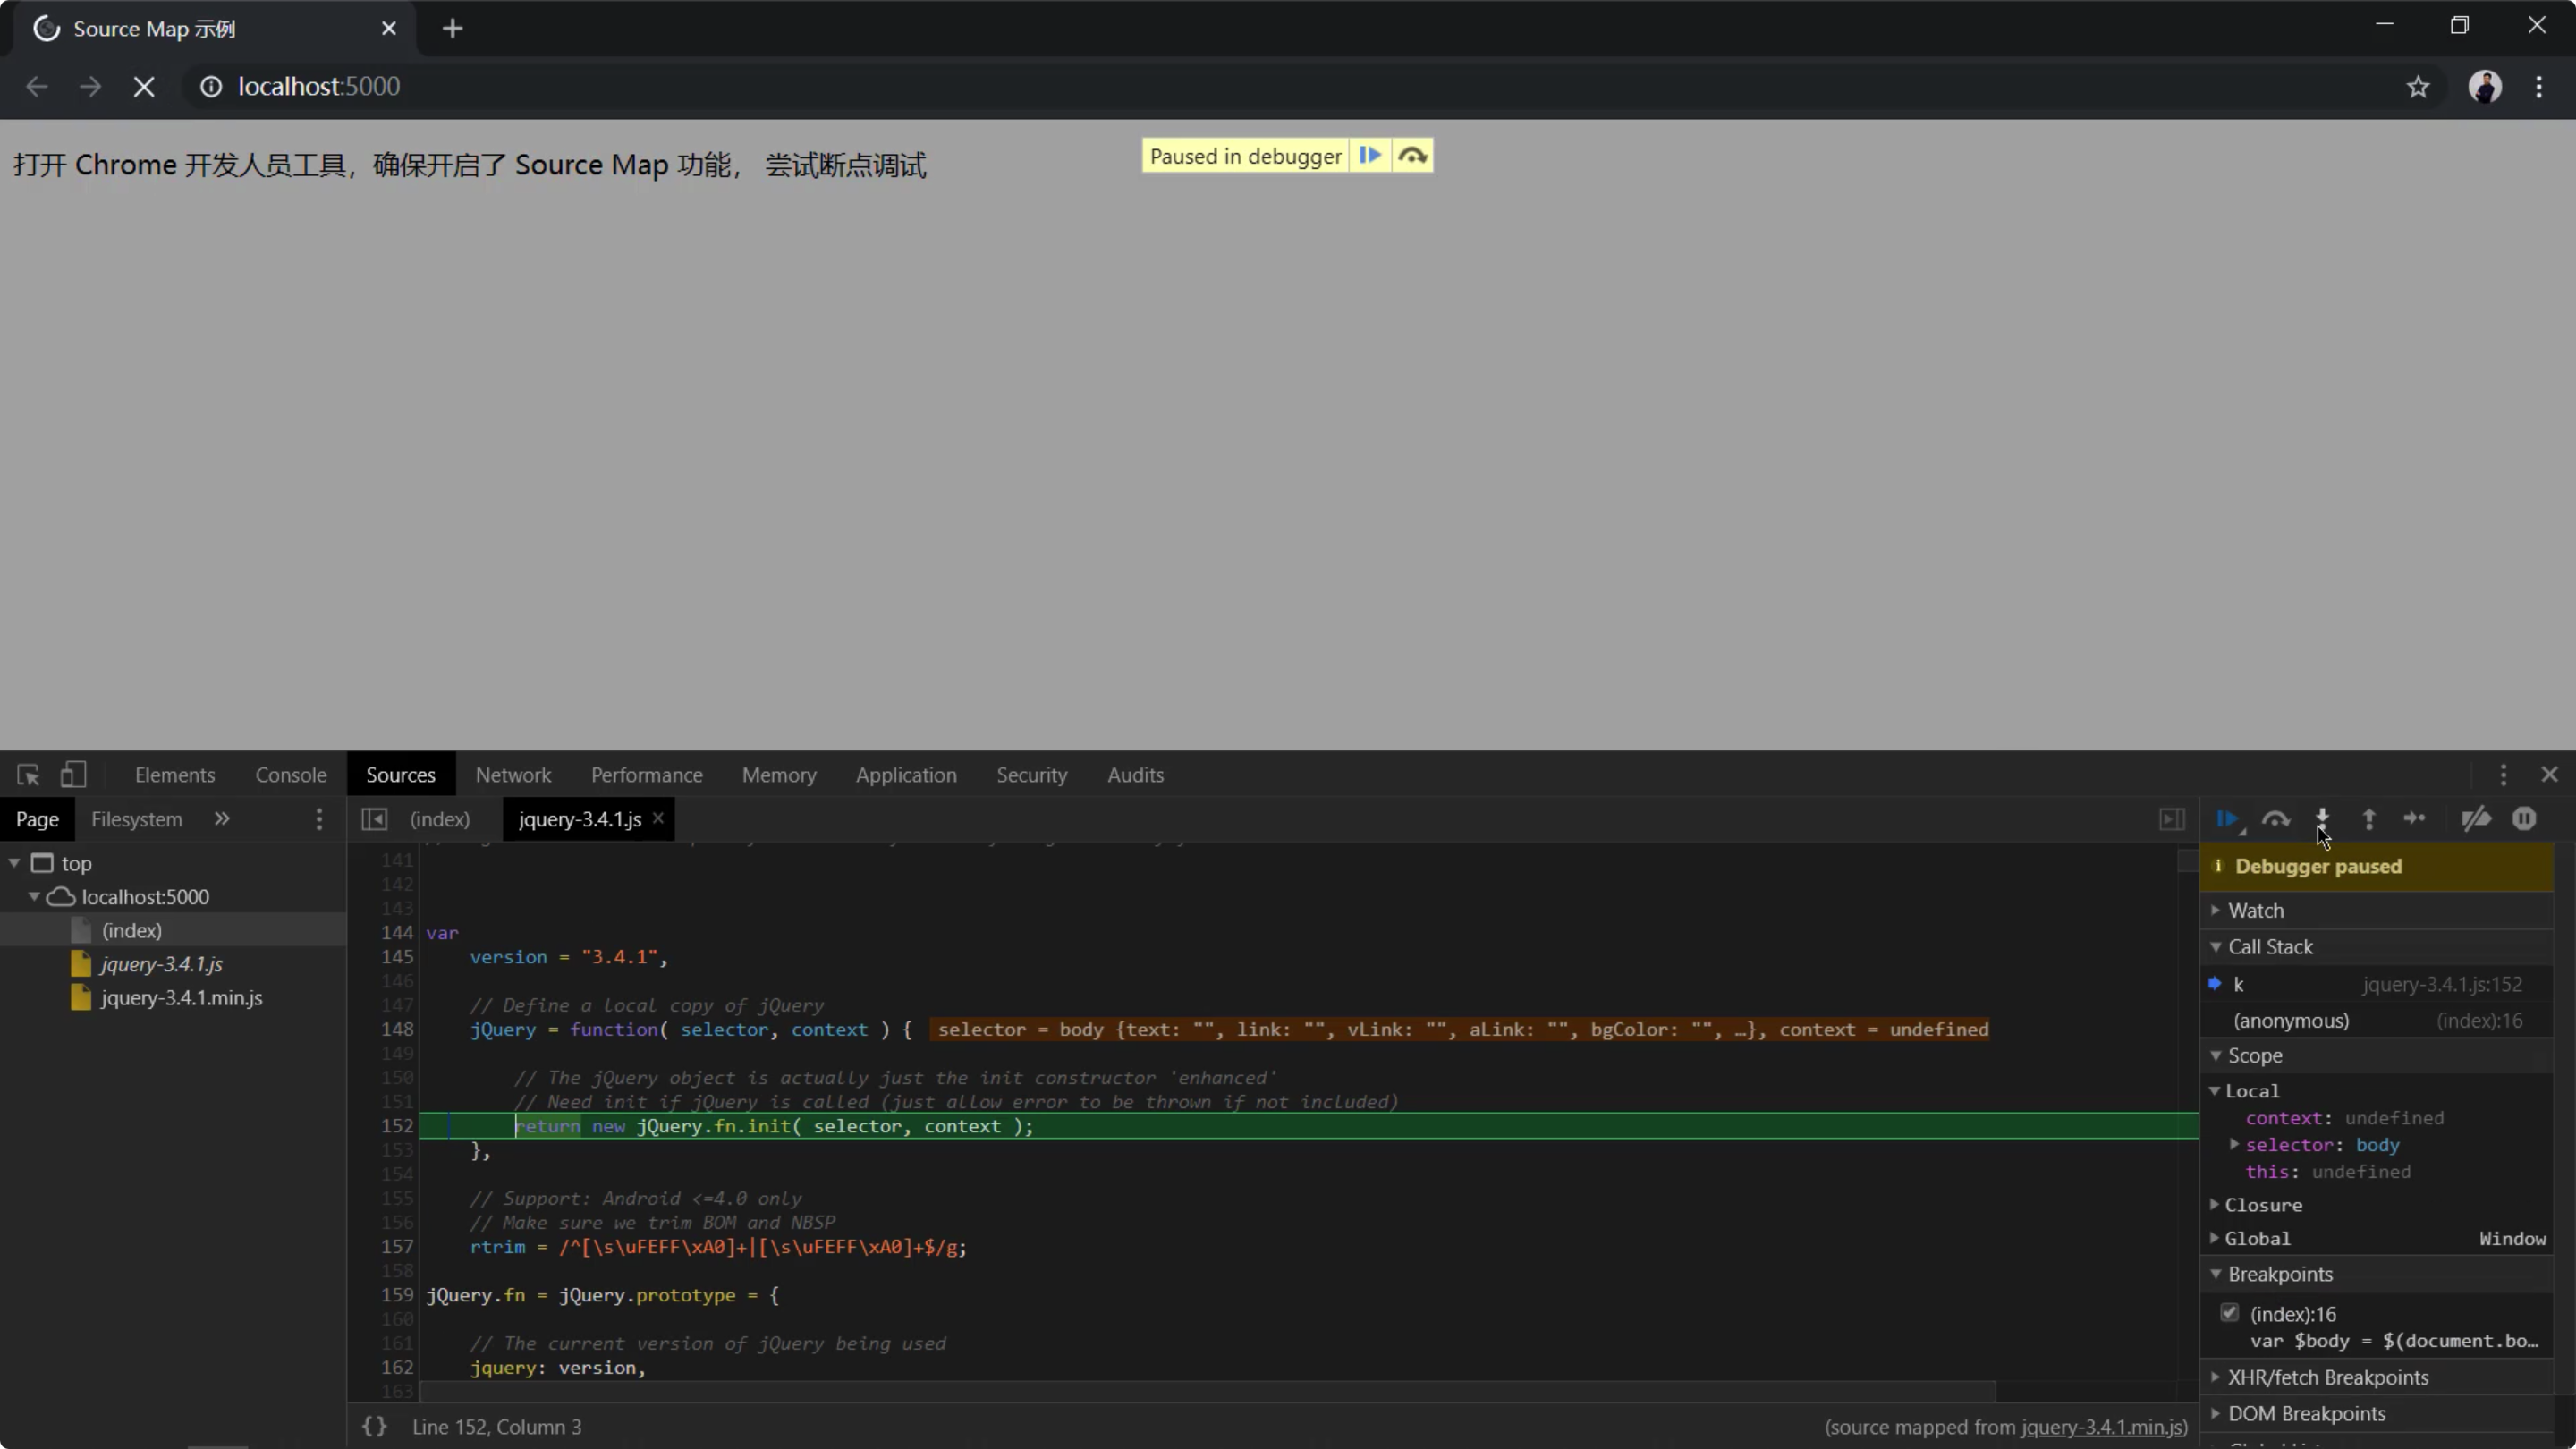 Source Map 示例
localhost:5000
打开 Chrome 开发人员工具，确保开启了 Source Map 功能， 尝试断点调试
Paused in debugger
Elements Console Sources Network Performance Memory Application Security Audits
Page Filesystem »
(index) jquery-3.4.1.js ×
top
localhost:5000
(index)
jquery-3.4.1.js
jquery-3.4.1.min.js
141
142
143
144 var
145 version = "3.4.1",
146
147 // Define a local copy of jQuery
148 jQuery = function( selector, context ) { selector = body {text: "", link: "", vLink: "", aLink: "", bgColor: "", …}, context = undefined
149
150 // The jQuery object is actually just the init constructor 'enhanced'
151 // Need init if jQuery is called (just allow error to be thrown if not included)
152 return new jQuery.fn.init( selector, context );
153 },
154
155 // Support: Android <=4.0 only
156 // Make sure we trim BOM and NBSP
157 rtrim = /^[\s\uFEFF\xA0]+|[\s\uFEFF\xA0]+$/g;
158
159 jQuery.fn = jQuery.prototype = {
160
161 // The current version of jQuery being used
162 jquery: version,
163
{} Line 152, Column 3 (source mapped from jquery-3.4.1.min.js)
Debugger paused
Watch
Call Stack
k jquery-3.4.1.js:152
(anonymous) (index):16
Scope
Local
context: undefined
selector: body
this: undefined
Closure
Global Window
Breakpoints
(index):16
var $body = $(document.bo…
XHR/fetch Breakpoints
DOM Breakpoints